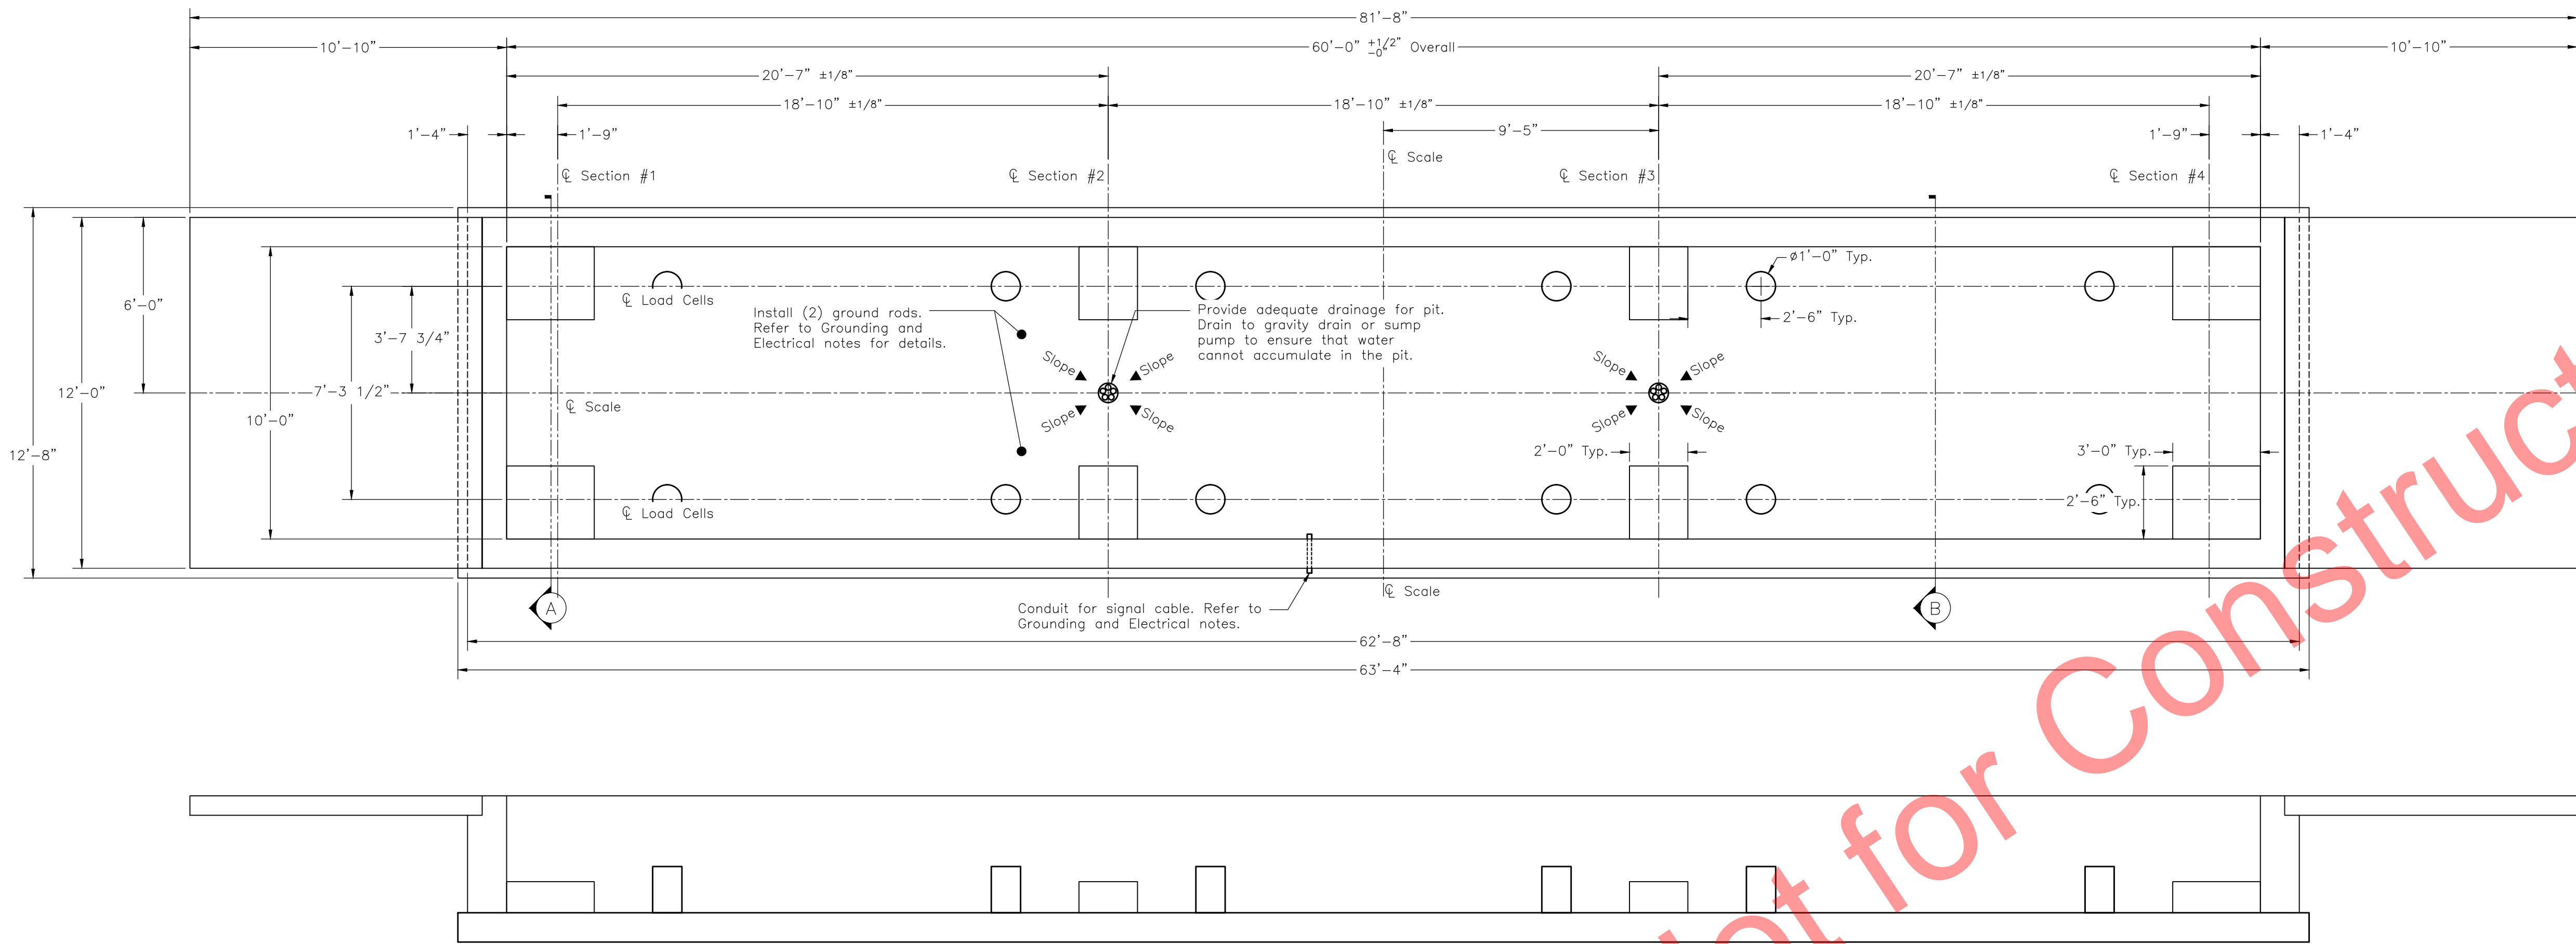 81'-8"
10'-10"
60'-0" +1/2" -0" Overall
10'-10"
20'-7" ±1/8"
20'-7" ±1/8"
18'-10" ±1/8"
18'-10" ±1/8"
18'-10" ±1/8"
1'-4"
1'-9"
9'-5"
1'-9"
1'-4"
℄ Scale
℄ Section #1
℄ Section #2
℄ Section #3
℄ Section #4
ø1'-0" Typ.
2'-6" Typ.
℄ Load Cells
6'-0"
Install (2) ground rods.
Refer to Grounding and
Electrical notes for details.
Provide adequate drainage for pit.
Drain to gravity drain or sump
pump to ensure that water
cannot accumulate in the pit.
3'-7 3/4"
Slope
Slope
Slope
Slope
12'-0"
7'-3 1/2"
℄ Scale
10'-0"
Slope
Slope
Slope
Slope
12'-8"
2'-0" Typ.
3'-0" Typ.
2'-6" Typ.
℄ Load Cells
℄ Scale
A
Conduit for signal cable. Refer to
Grounding and Electrical notes.
B
62'-8"
63'-4"
for